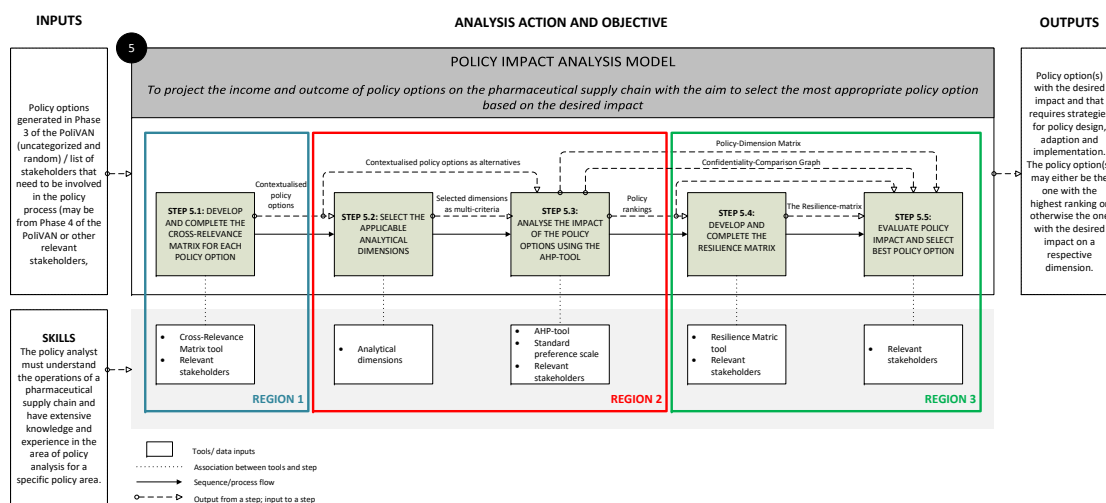 INPUTS
ANALYSIS ACTION AND OBJECTIVE
OUTPUTS
Policy options
generated in Phase
3 of the PoliVAN
(uncategorized and
random) / list of
stakeholders that
need to be involved
in the policy
process (may be
from Phase 4 of the
PoliVAN or other
relevant
stakeholders,
5
POLICY IMPACT ANALYSIS MODEL
To project the income and outcome of policy options on the pharmaceutical supply chain with the aim to select the most appropriate policy option
based on the desired impact
Policy option(s)
with the desired
impact and that
requires strategie
for policy design,
adaption and
implementation.
The policy option(s
may either be the
one with the
highest ranking or
otherwise the one
with the desired
impact on a
respective
dimension.
Policy-Dimension Matrix
Contextualised policy options as alternatives
Confidentiality-Comparison Graph
Contextualised
policy
options
Selected dimensions
as multi-criteria
Policy
rankings
The Resilience-matrix
STEP 5.1: DEVELOP
AND COMPLETE THE
CROSS-RELEVANCE
MATRIX FOR EACH
POLICY OPTION
STEP 5.2: SELECT THE
APPLICABLE
ANALYTICAL
DIMENSIONS
STEP 5.3:
ANALYSE THE IMPACT
OF THE POLICY
OPTIONS USING THE
AHP-TOOL
STEP 5.4:
DEVELOP AND
COMPLETE THE
RESILIENCE MATRIX
STEP 5.5:
EVALUATE POLICY
IMPACT AND SELECT
BEST POLICY OPTION
SKILLS
The policy analyst
must understand
the operations of a
pharmaceutical
supply chain and
have extensive
knowledge and
experience in the
area of policy
analysis for a
specific policy area.
• Cross-Relevance
Matrix tool
• Relevant
stakeholders
• Analytical
dimensions
• AHP-tool
• Standard
preference scale
• Relevant
stakeholders
• Resilience Matric
tool
• Relevant
stakeholders
• Relevant
stakeholders
REGION 1
REGION 2
REGION 3
Tools/ data inputs
Association between tools and step
Sequence/process flow
Output from a step; input to a step